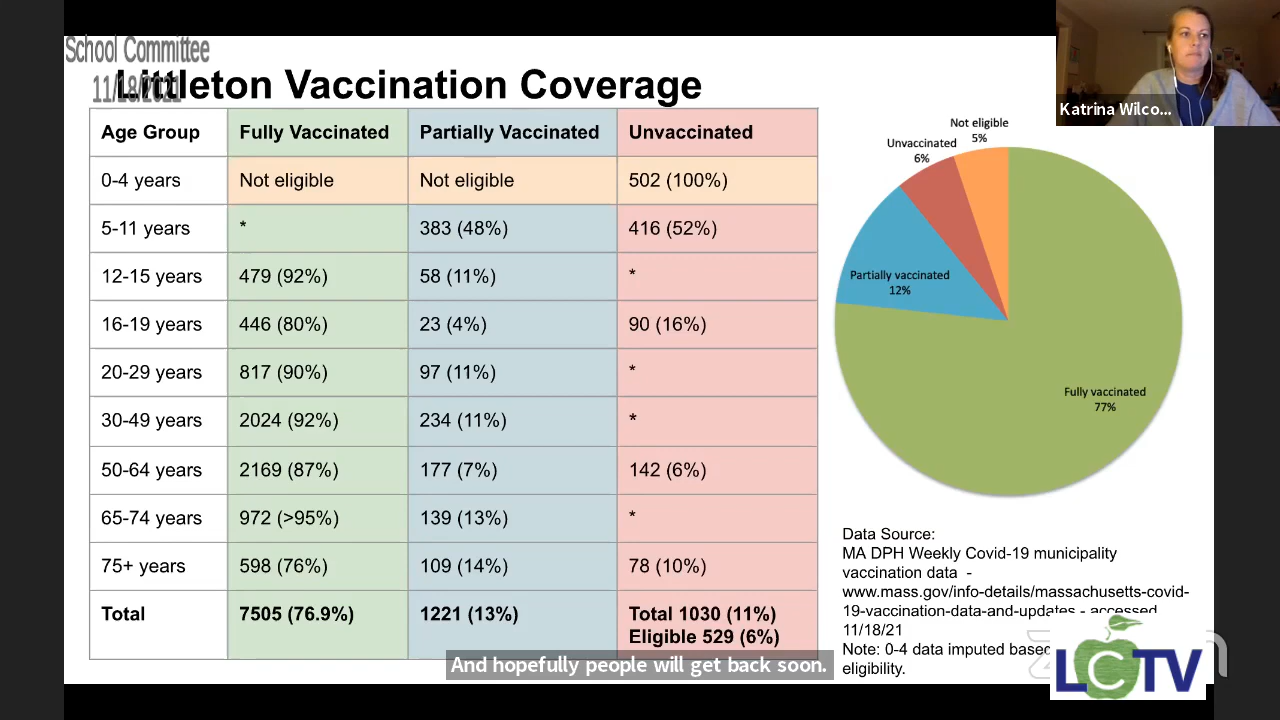 School Committee
11/18/2021
Littleton Vaccination Coverage
Age Group Fully Vaccinated Partially Vaccinated Unvaccinated
0-4 years Not eligible Not eligible 502 (100%)
5-11 years * 383 (48%) 416 (52%)
12-15 years 479 (92%) 58 (11%) *
16-19 years 446 (80%) 23 (4%) 90 (16%)
20-29 years 817 (90%) 97 (11%) *
30-49 years 2024 (92%) 234 (11%) *
50-64 years 2169 (87%) 177 (7%) 142 (6%)
65-74 years 972 (>95%) 139 (13%) *
75+ years 598 (76%) 109 (14%) 78 (10%)
Total 7505 (76.9%) 1221 (13%) Total 1030 (11%)
Eligible 529 (6%)
And hopefully people will get back soon.
Katrina Wilco...
Not eligible
5%
Unvaccinated
6%
Partially vaccinated
12%
Fully vaccinated
77%
Data Source:
MA DPH Weekly Covid-19 municipality
vaccination data -
www.mass.gov/info-details/massachusetts-covid-
19-vaccination-data-and-updates - accessed
11/18/21
Note: 0-4 data imputed based
eligibility.
LCTV